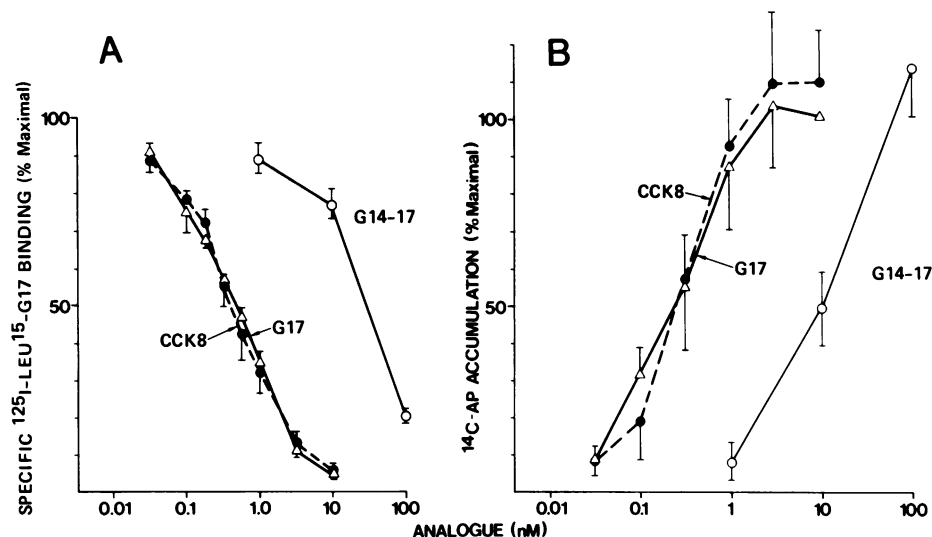 A
SPECIFIC ¹²⁵I-LEU¹⁵-G17 BINDING (% Maximal)
100
50
G14-17
CCK8
G17
0.01 0.1 1.0 10 100
B
¹⁴C-AP ACCUMULATION (% Maximal)
100
50
CCK8
G17
G14-17
0.01 0.1 1 10 100
ANALOGUE (nM)